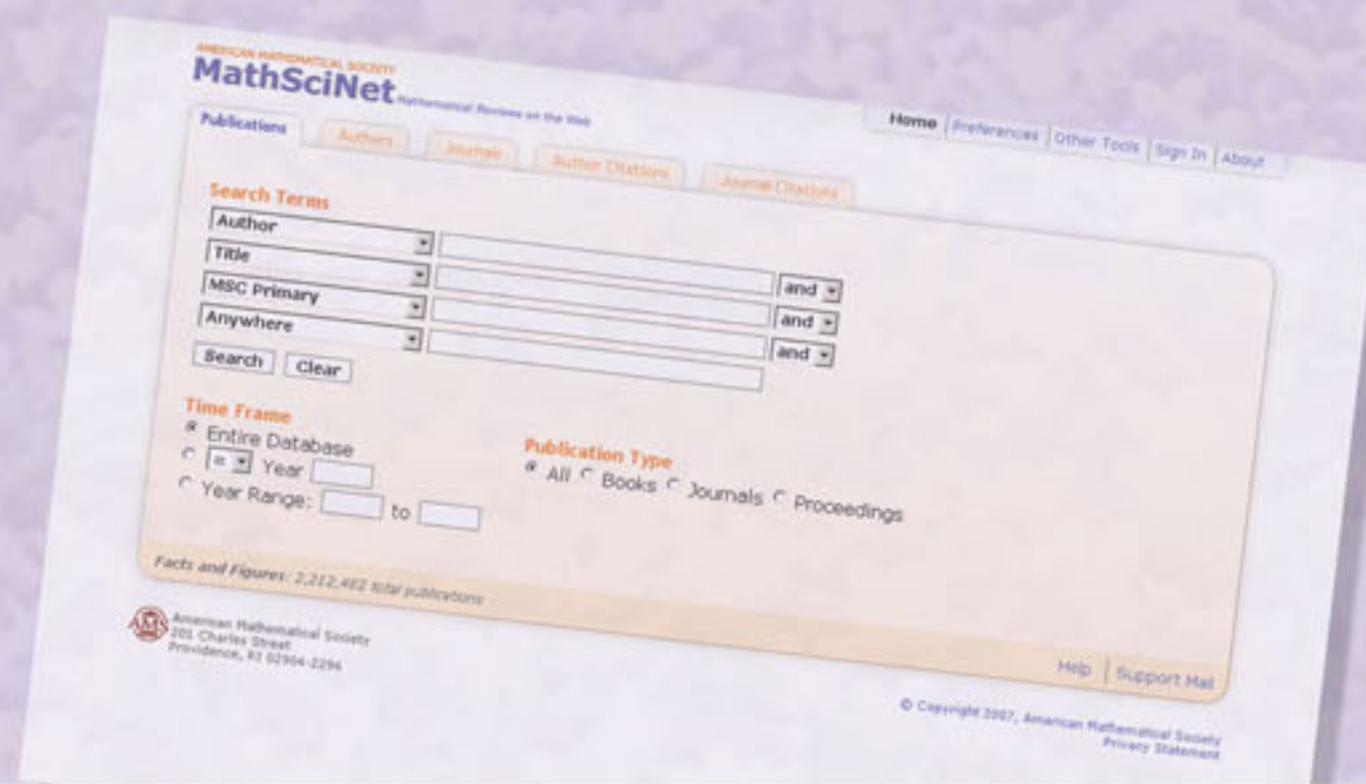 AMERICAN MATHEMATICAL SOCIETY
MathSciNet Mathematical Reviews on the Web
Home Preferences Other Tools Sign In About
Publications Authors Journals Author Citations Journal Citations
Search Terms
Author and
Title and
MSC Primary and
Anywhere
Search Clear
Time Frame
Entire Database
= Year
Year Range: to
Publication Type
All Books Journals Proceedings
Facts and Figures: 2,212,482 total publications
Help Support Mail
AMS
American Mathematical Society
201 Charles Street
Providence, RI 02904-2294
© Copyright 2007, American Mathematical Society
Privacy Statement